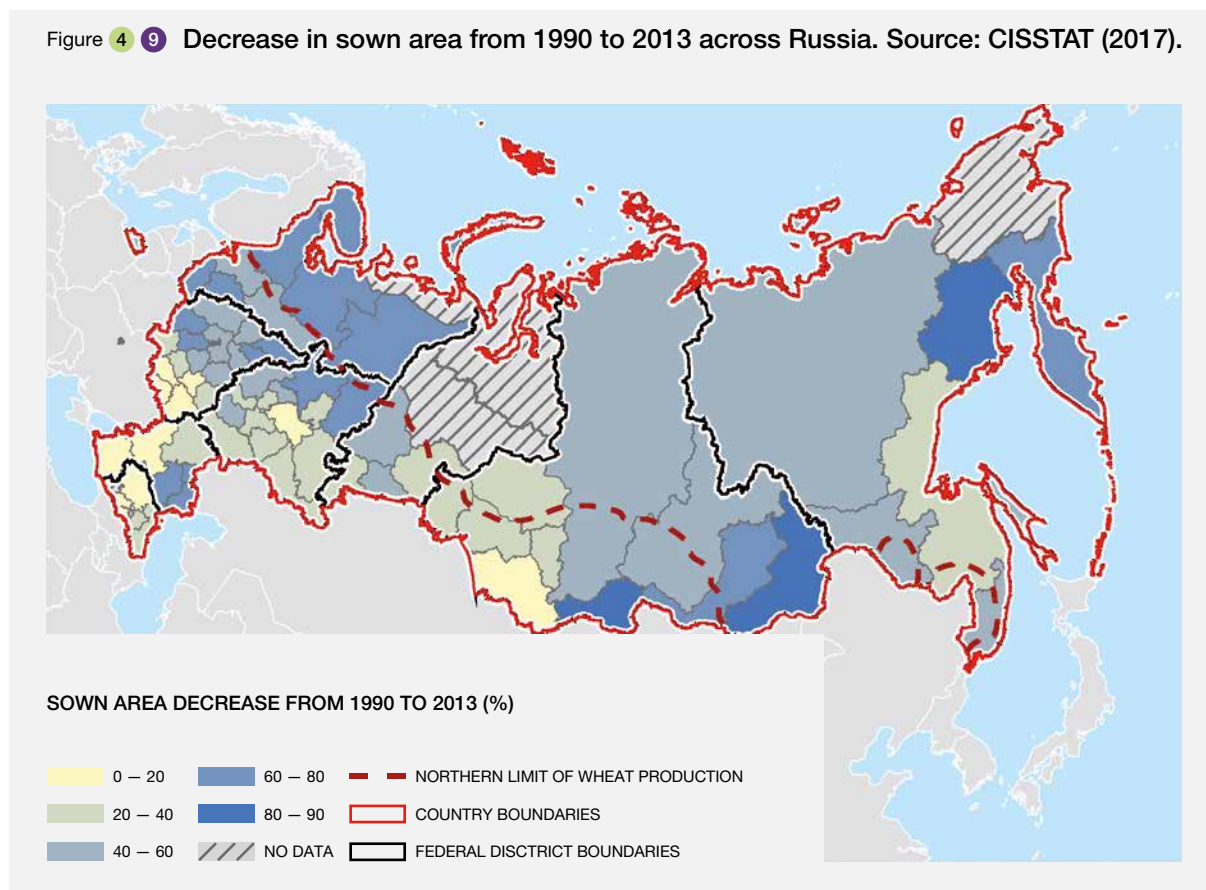 Figure 4 9 Decrease in sown area from 1990 to 2013 across Russia. Source: CISSTAT (2017).
SOWN AREA DECREASE FROM 1990 TO 2013 (%)
0 — 20
60 — 80
NORTHERN LIMIT OF WHEAT PRODUCTION
20 — 40
80 — 90
COUNTRY BOUNDARIES
40 — 60
NO DATA
FEDERAL DISCTRICT BOUNDARIES